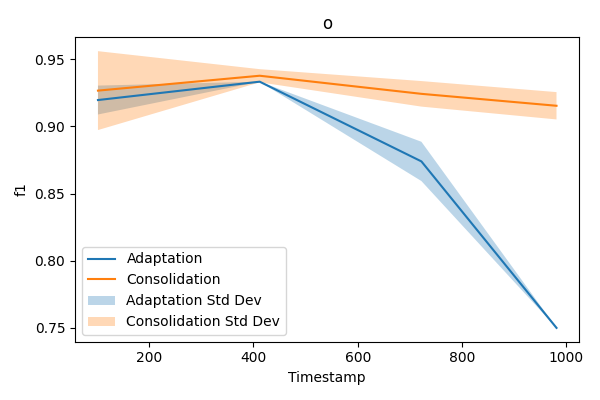 o
f1
0.95
0.90
0.85
0.80
0.75
Adaptation
Consolidation
Adaptation Std Dev
Consolidation Std Dev
200
400
600
800
1000
Timestamp